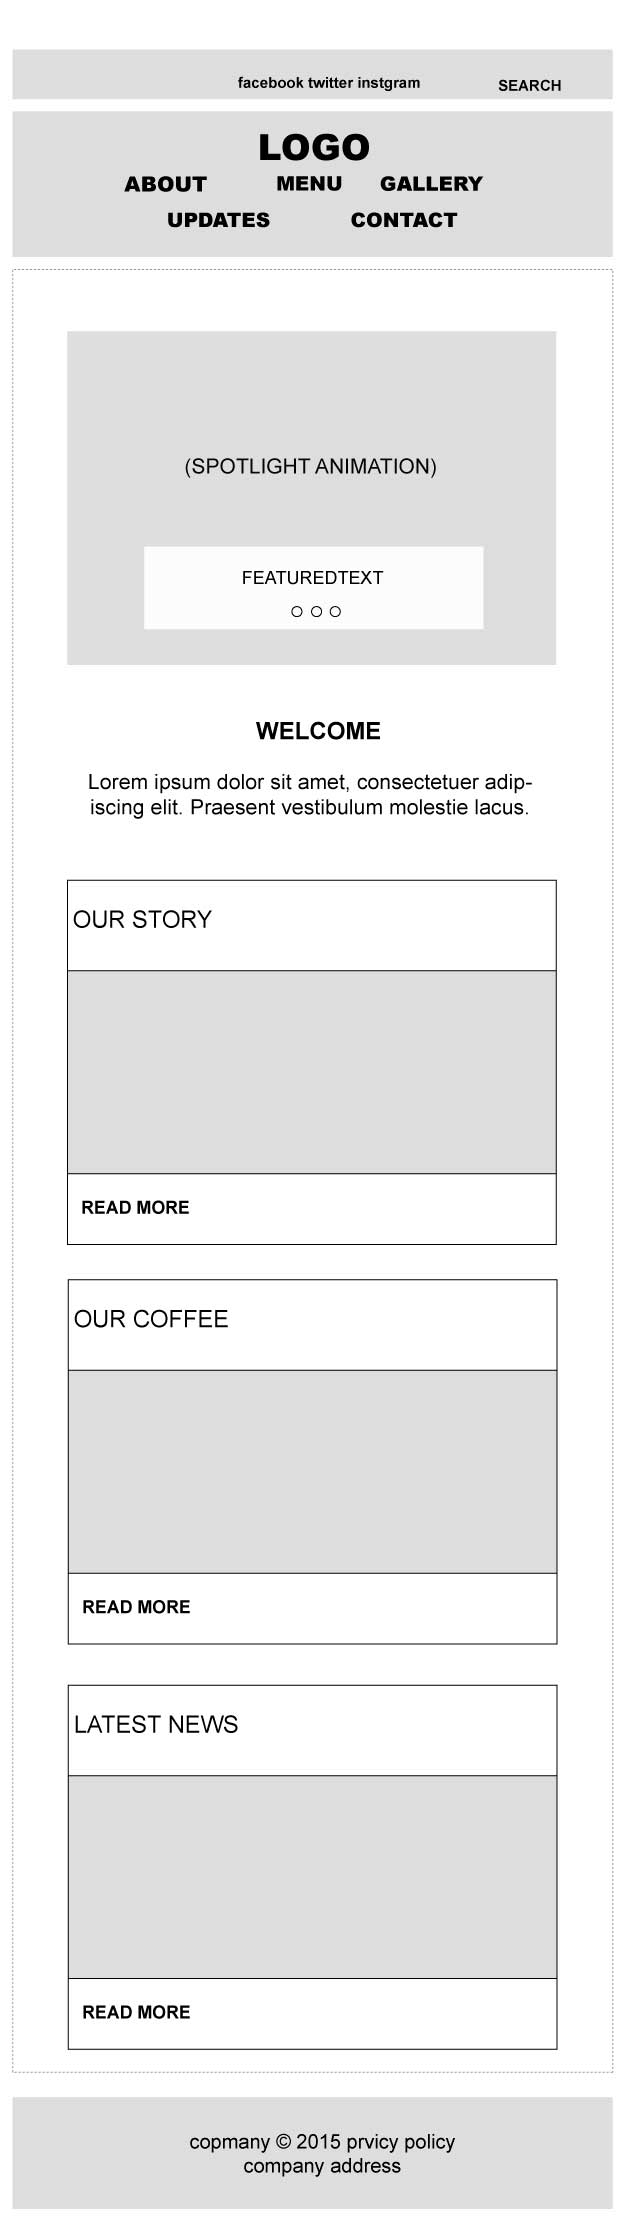 facebook twitter instgram SEARCH
LOGO
ABOUT MENU GALLERY
UPDATES CONTACT
(SPOTLIGHT ANIMATION)
FEATUREDTEXT
WELCOME
Lorem ipsum dolor sit amet, consectetuer adip-
iscing elit. Praesent vestibulum molestie lacus.
OUR STORY
READ MORE
OUR COFFEE
READ MORE
LATEST NEWS
READ MORE
copmany © 2015 prvicy policy
company address